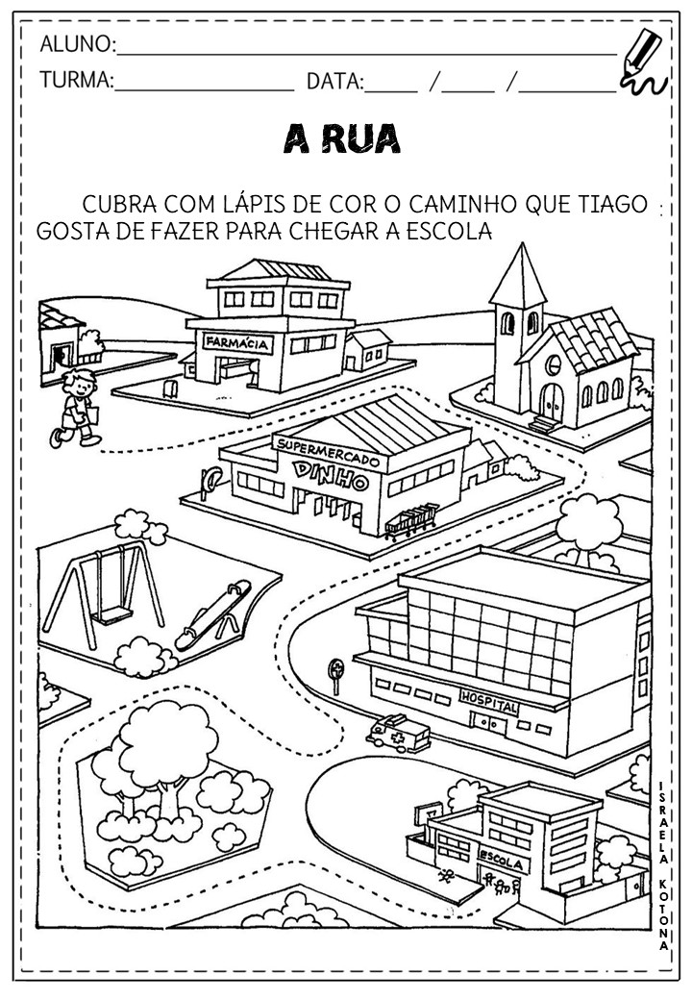 ALUNO:
TURMA: DATA: / /
A RUA
CUBRA COM LÁPIS DE COR O CAMINHO QUE TIAGO :
GOSTA DE FAZER PARA CHEGAR A ESCOLA
FARMÁCIA
SUPERMERCADO
DINHO
HOSPITAL
ESCOLA
ISRAELA KOTONA